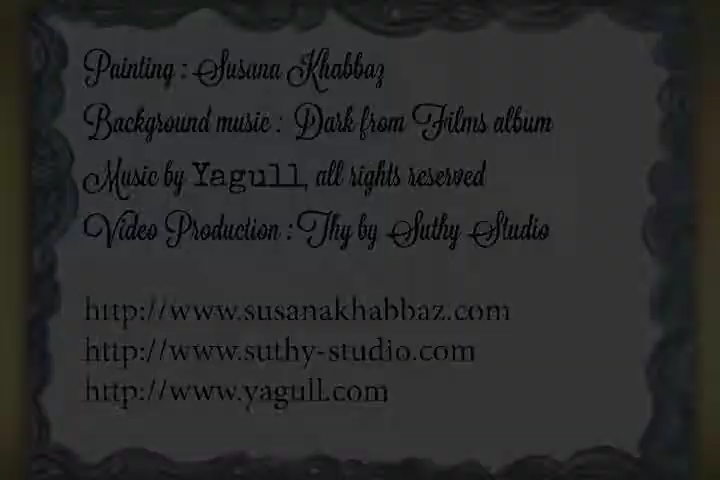 Painting : Susana Khabbaz
Background music : Dark from Films album
Music by Yagull, all rights reserved
Video Production : Thy by Suthy Studio
http://www.susanakhabbaz.com
http://www.suthy-studio.com
http://www.yagull.com